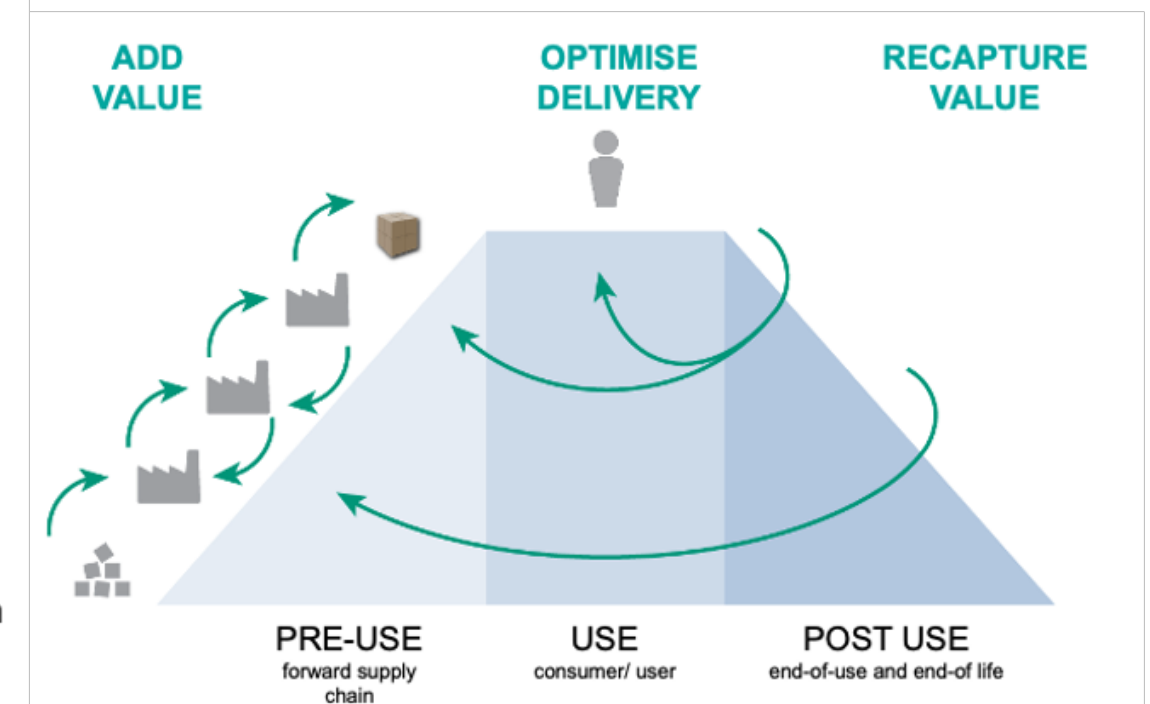 ADD
VALUE
OPTIMISE
DELIVERY
RECAPTURE
VALUE
PRE-USE
forward supply
chain
USE
consumer/ user
POST USE
end-of-use and end-of life